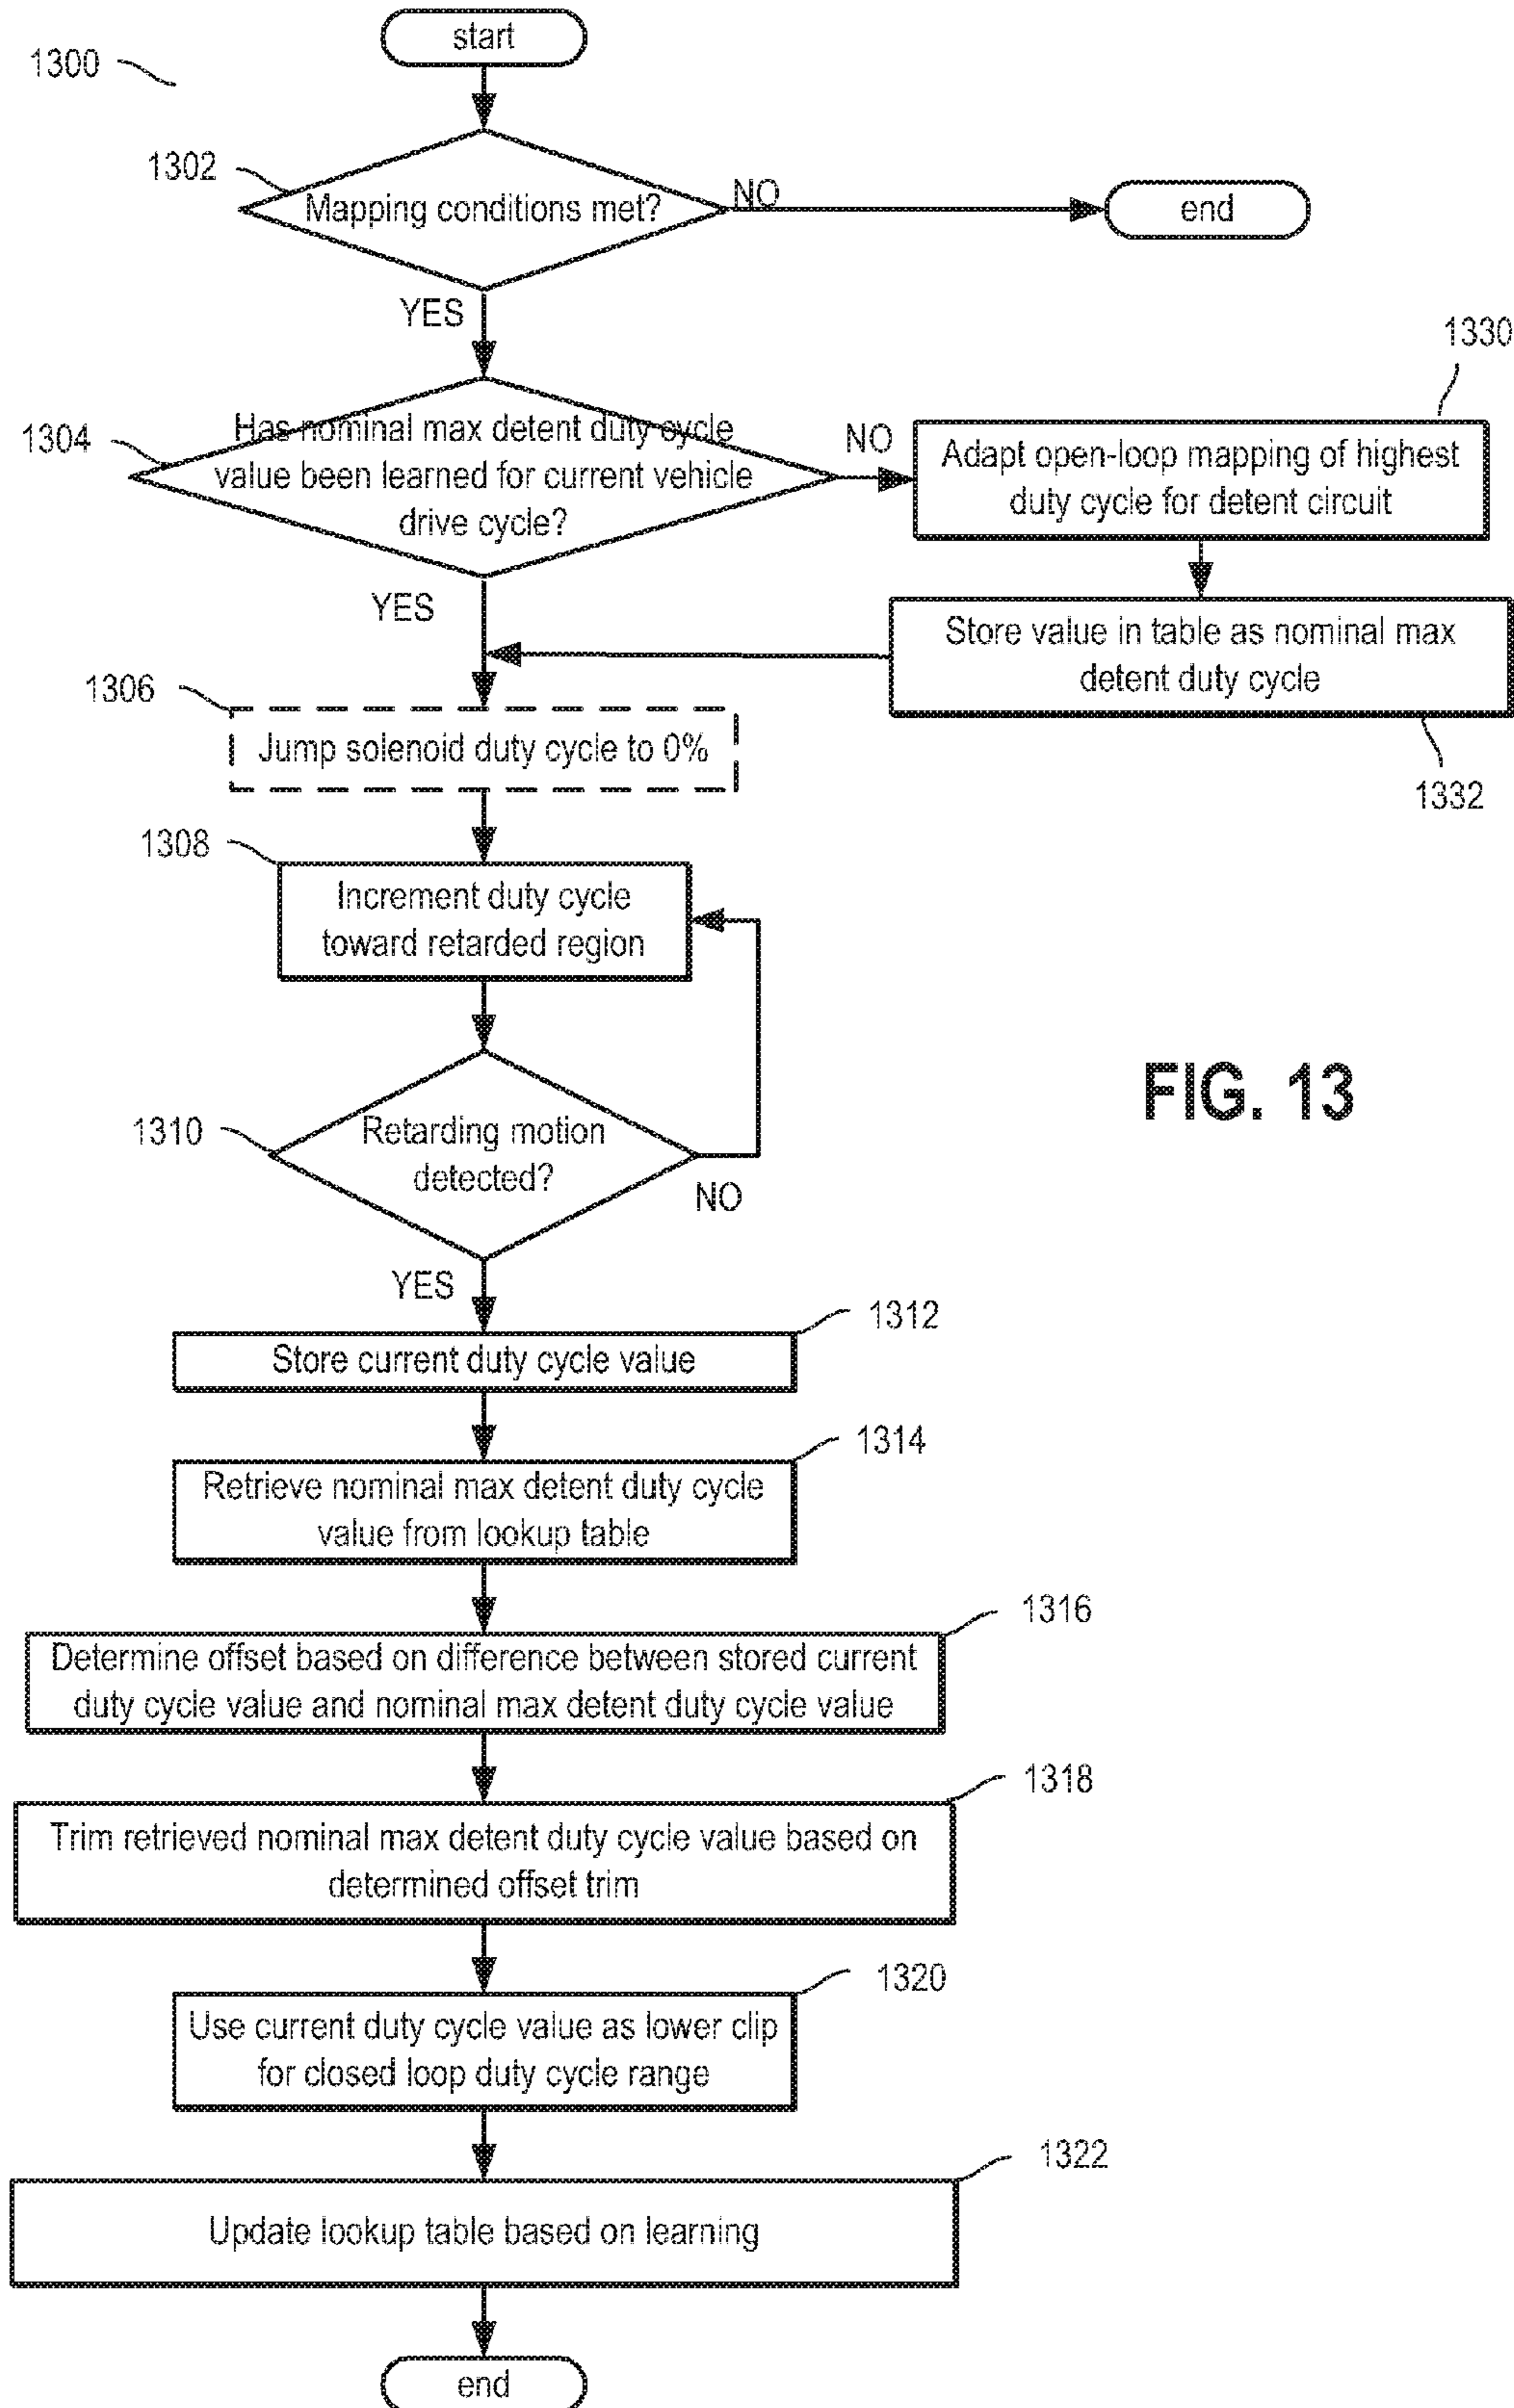 start
1300
1302
Mapping conditions met?
NO
end
YES
1330
1304
Has nominal max detent duty cycle
value been learned for current vehicle
drive cycle?
NO
Adapt open-loop mapping of highest
duty cycle for detent circuit
YES
Store value in table as nominal max
detent duty cycle
1332
1306
Jump solenoid duty cycle to 0%
1308
Increment duty cycle
toward retarded region
FIG. 13
1310
Retarding motion
detected?
NO
YES
1312
Store current duty cycle value
1314
Retrieve nominal max detent duty cycle
value from lookup table
1316
Determine offset based on difference between stored current
duty cycle value and nominal max detent duty cycle value
1318
Trim retrieved nominal max detent duty cycle value based on
determined offset trim
1320
Use current duty cycle value as lower clip
for closed loop duty cycle range
1322
Update lookup table based on learning
end